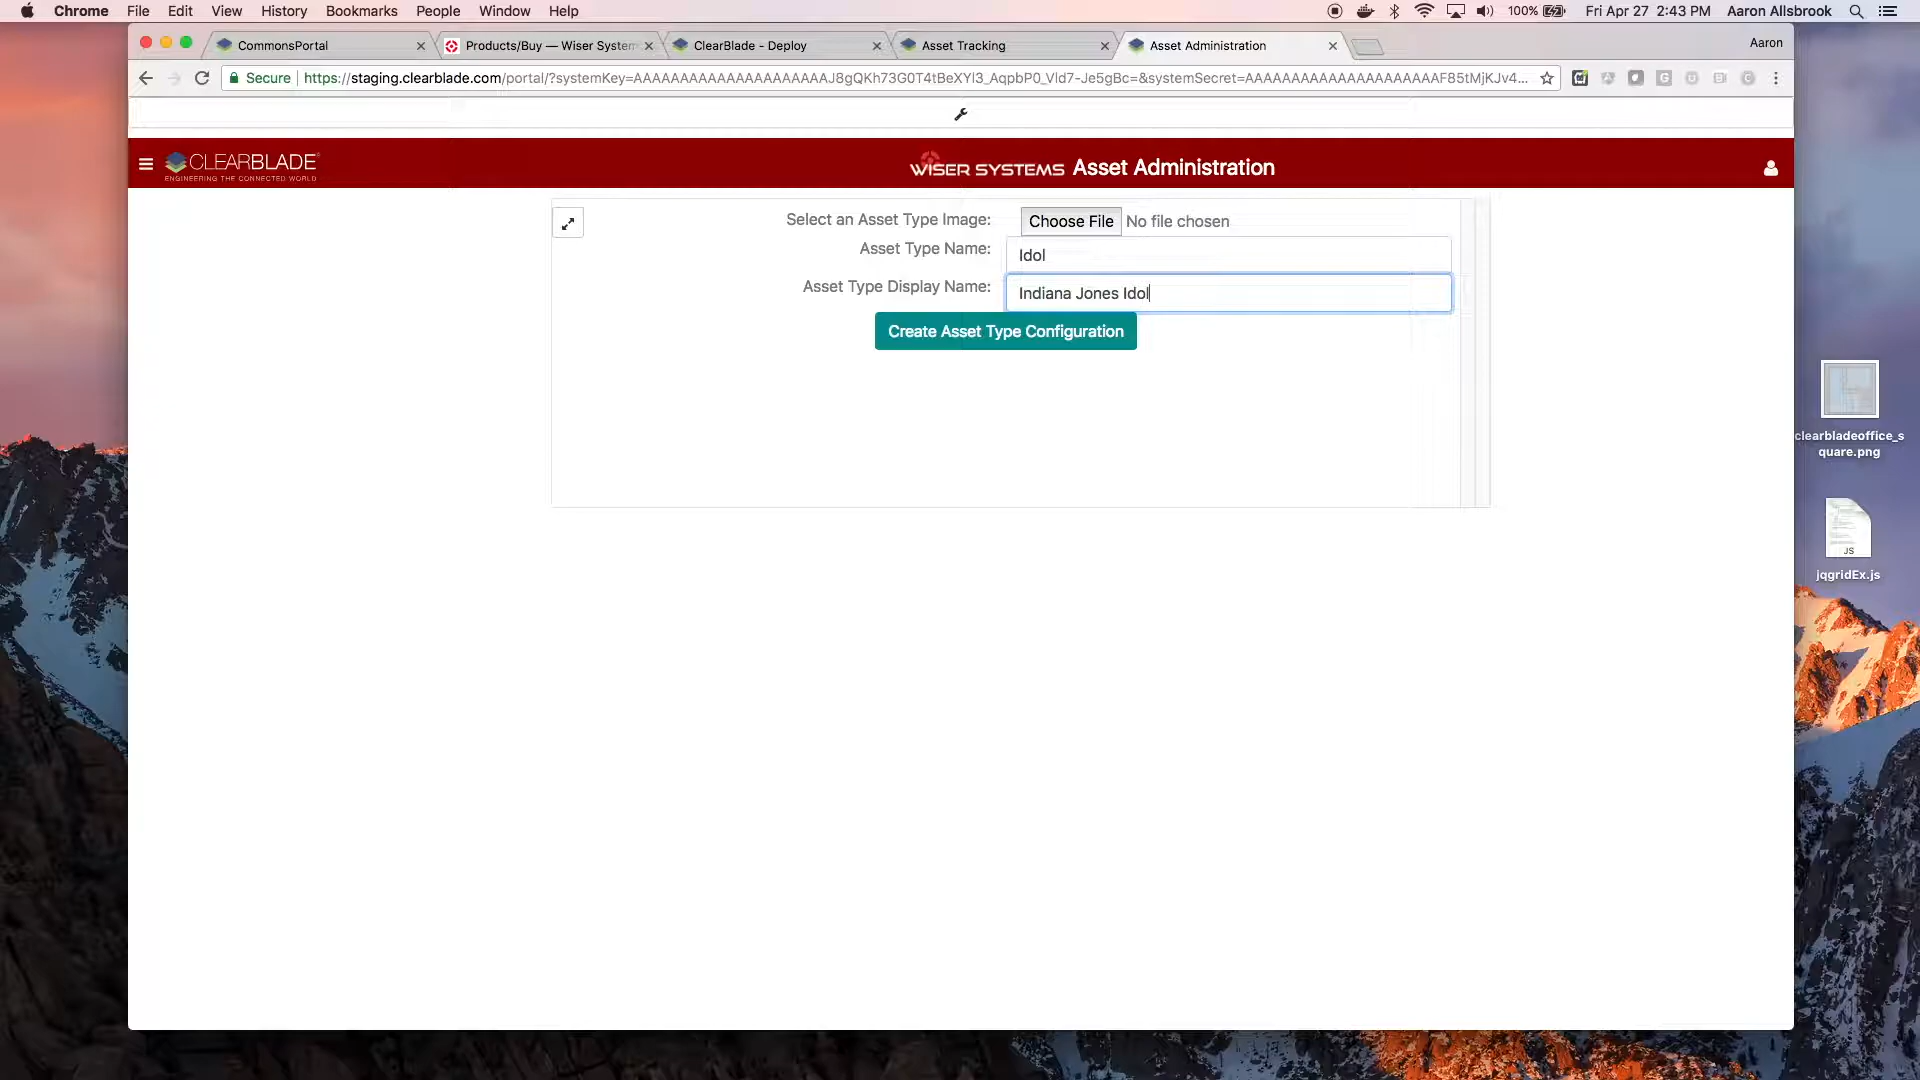 Chrome File Edit View History Bookmarks People Window Help 100% Fri Apr 27 2:43 PM Aaron Allsbrook
CommonsPortal Products/Buy — Wiser System ClearBlade - Deploy Asset Tracking Asset Administration Aaron
Secure https://staging.clearblade.com/portal/?systemKey=AAAAAAAAAAAAAAAAAAAAAJ8gQKh73G0T4tBeXYl3_AqpbP0_Vld7-Je5gBc=&systemSecret=AAAAAAAAAAAAAAAAAAAAAF85tMjKJv4...
CLEARBLADE
ENGINEERING THE CONNECTED WORLD
WISER SYSTEMS Asset Administration
Select an Asset Type Image: Choose File No file chosen
Asset Type Name: Idol
Asset Type Display Name: Indiana Jones Idol
Create Asset Type Configuration
clearbladeoffice_s
quare.png
JS
jqgridEx.js